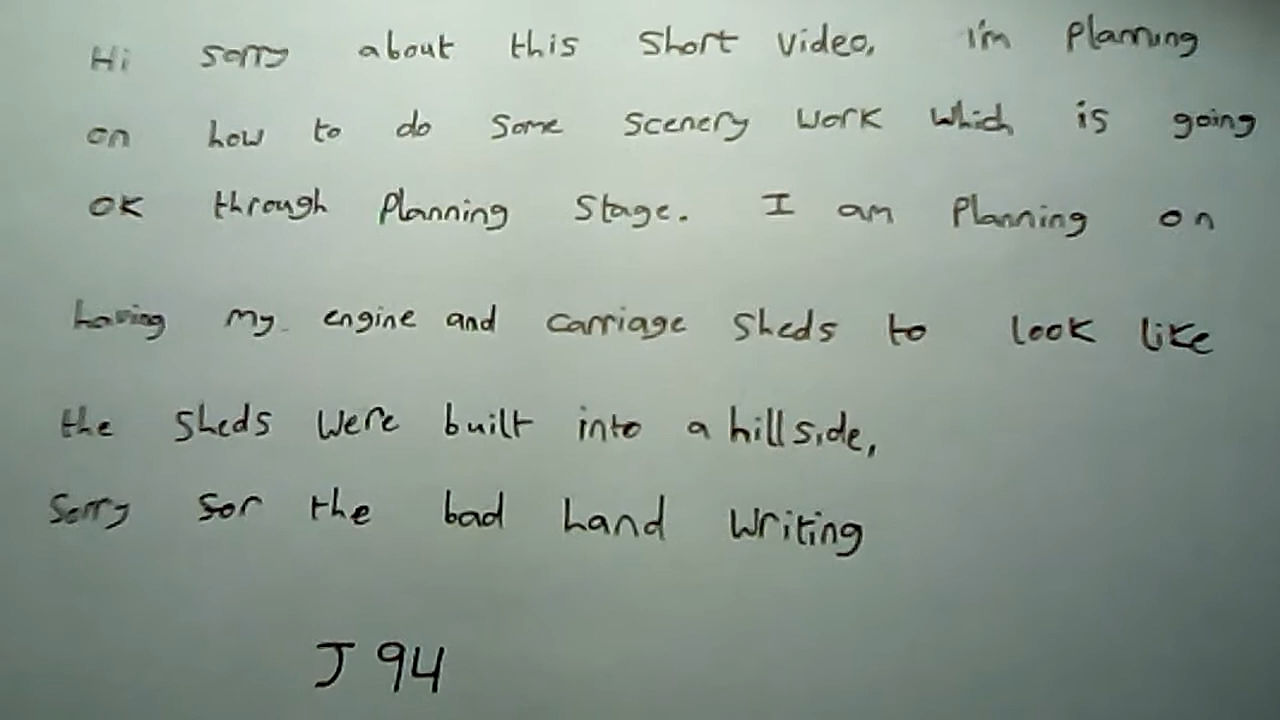 Hi sorry about this short video, i'm planning
on how to do some scenery work which is going
ok through planning stage. I am planning on
having my engine and carriage sheds to look like
the sheds were built into a hillside,
Sorry for the bad hand writing
J 94